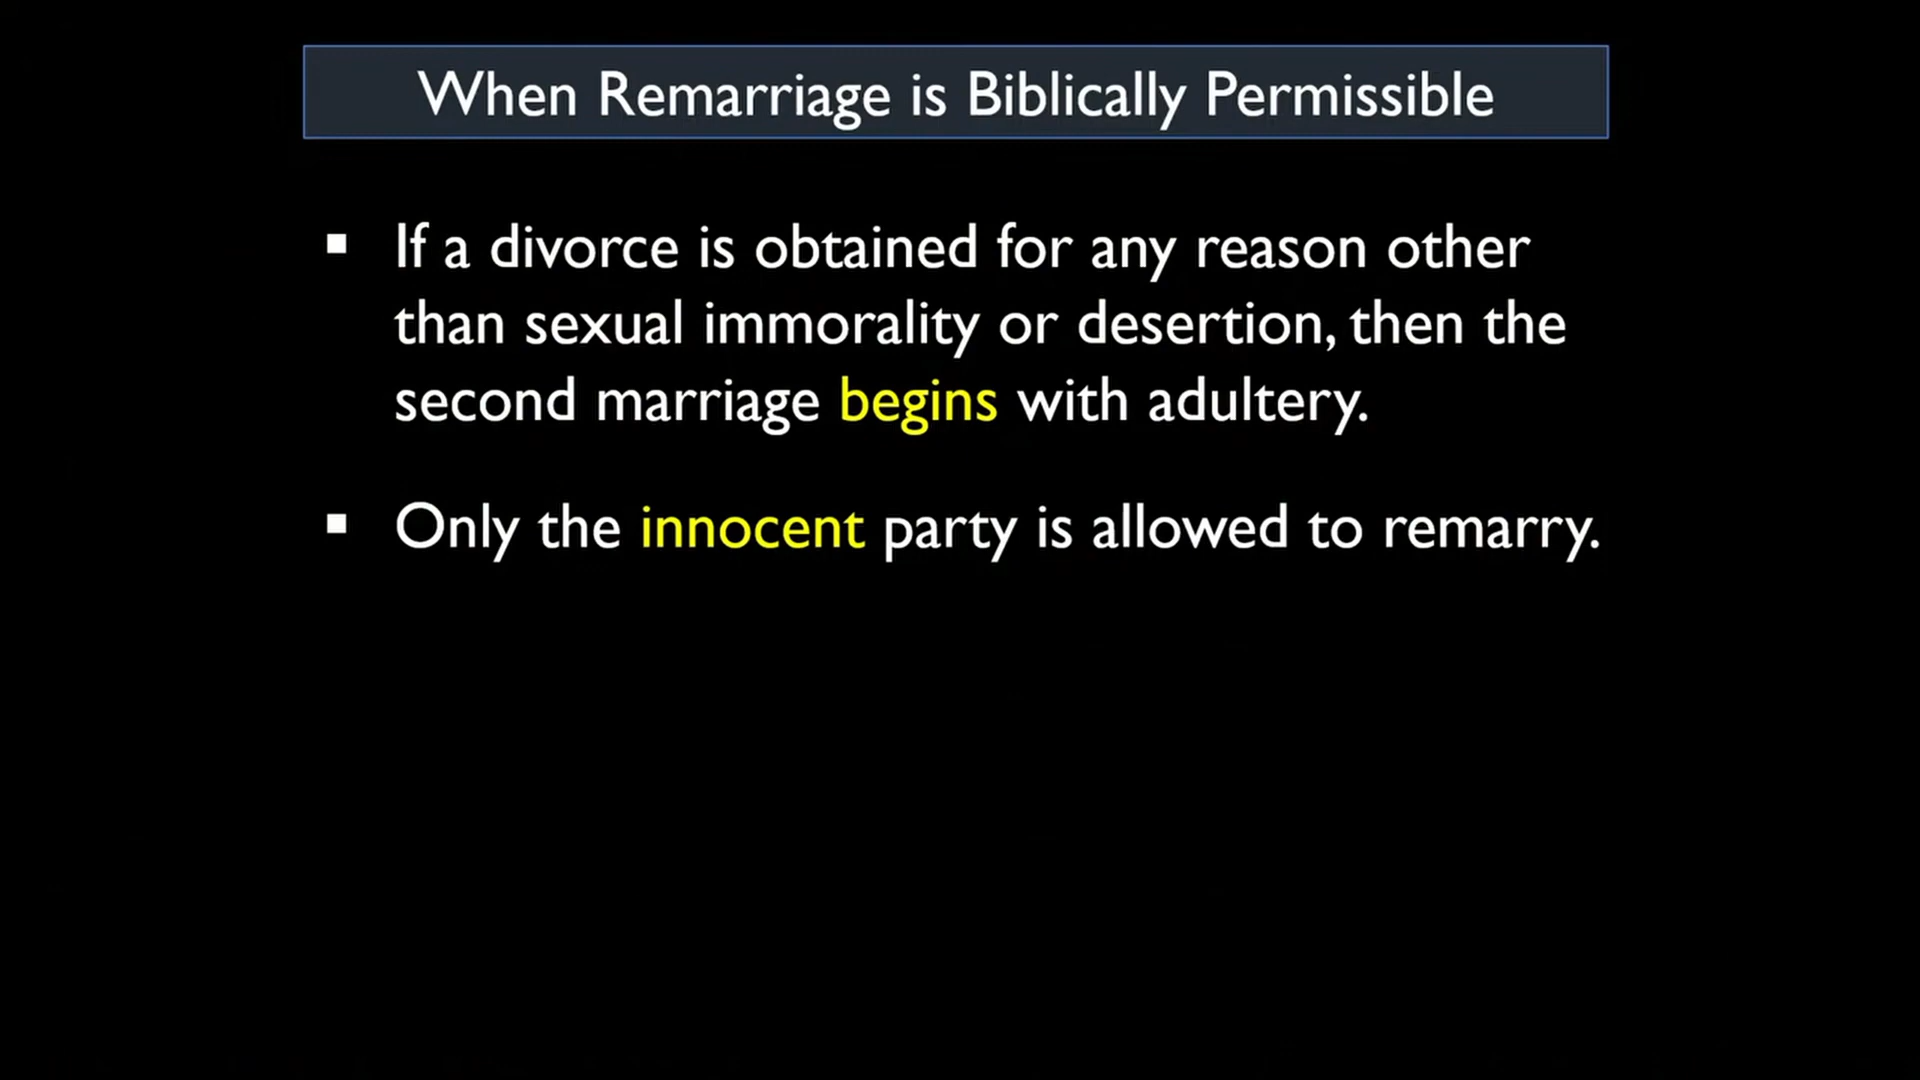 When Remarriage is Biblically Permissible
▪ If a divorce is obtained for any reason other
than sexual immorality or desertion, then the
second marriage begins with adultery.
▪ Only the innocent party is allowed to remarry.